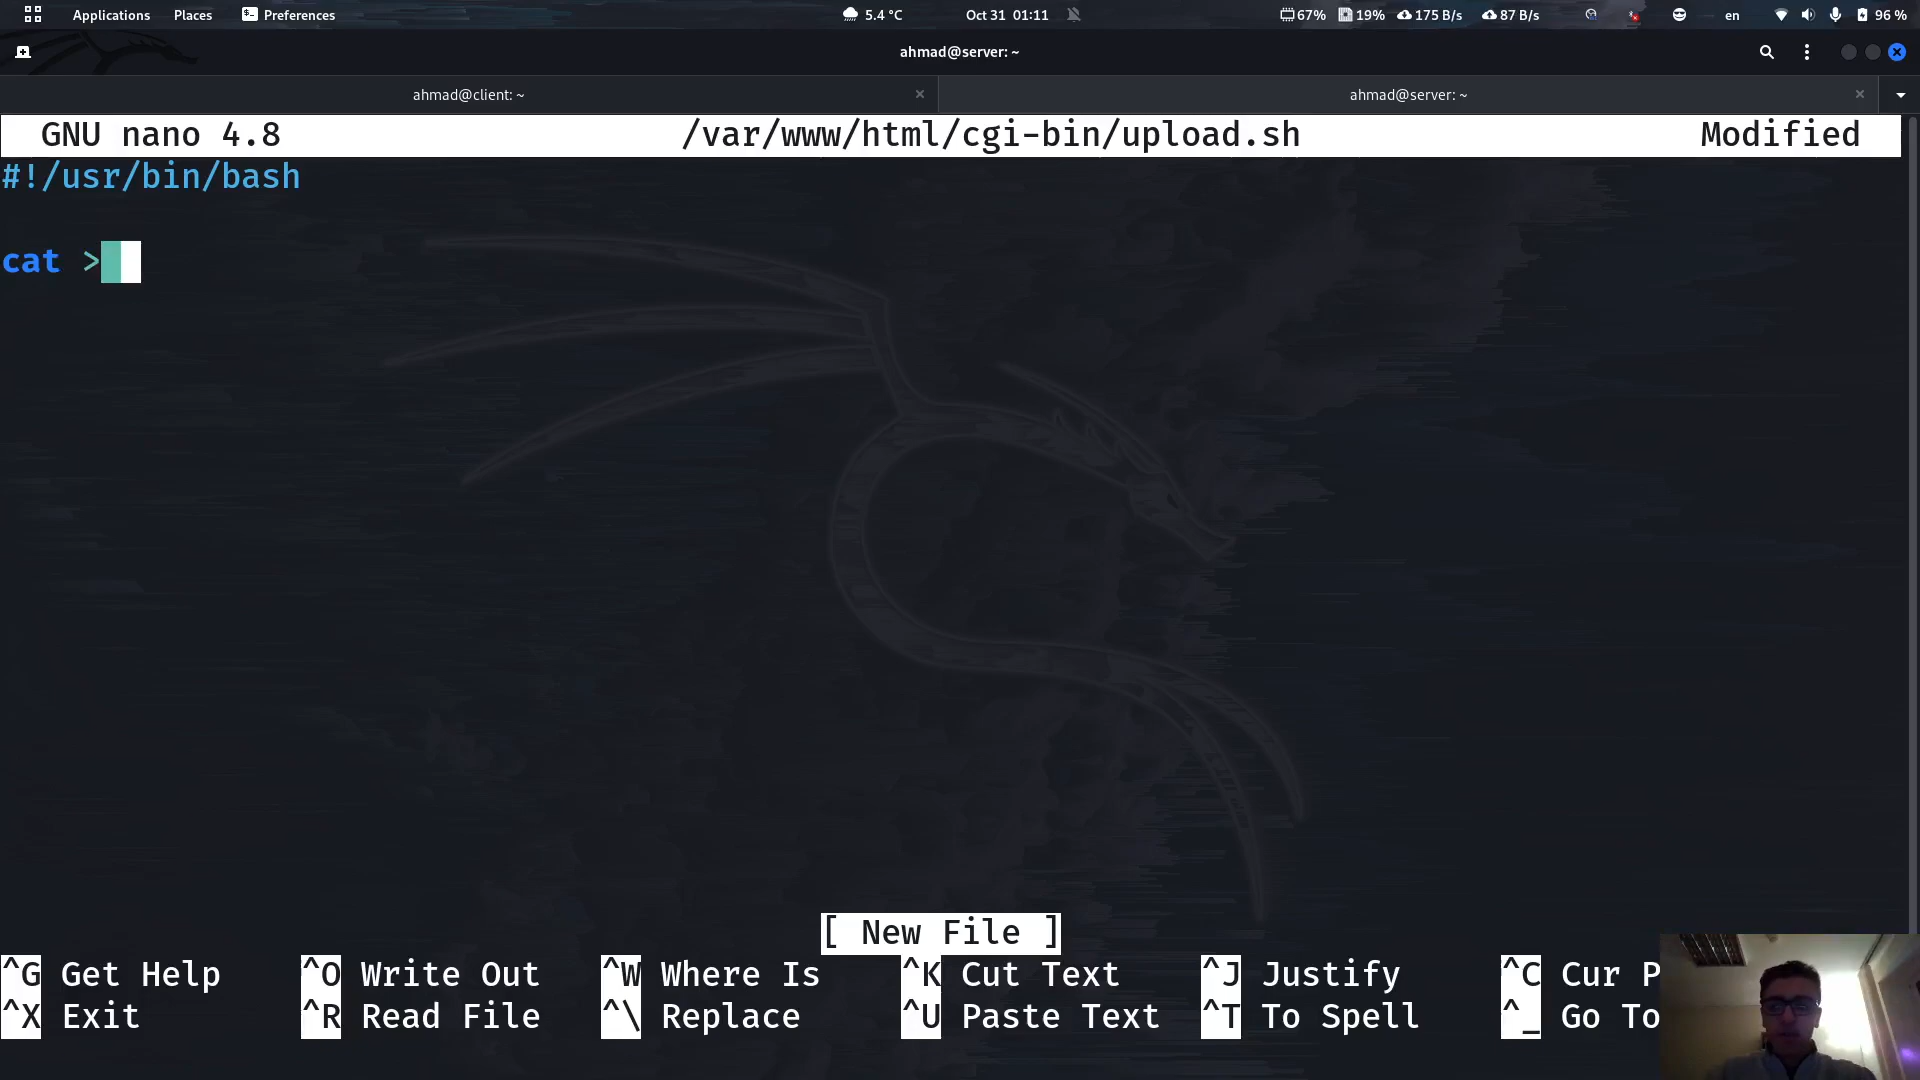 Applications Places Preferences 5.4 °C Oct 31 01:11 67% 19% 175 B/s 87 B/s en 96 %
ahmad@server: ~
ahmad@client: ~ ahmad@server: ~
GNU nano 4.8 /var/www/html/cgi-bin/upload.sh Modified
#!/usr/bin/bash
cat >
[ New File ]
^G Get Help ^O Write Out ^W Where Is ^K Cut Text ^J Justify ^C Cur P
^X Exit ^R Read File ^\ Replace ^U Paste Text ^T To Spell ^_ Go To